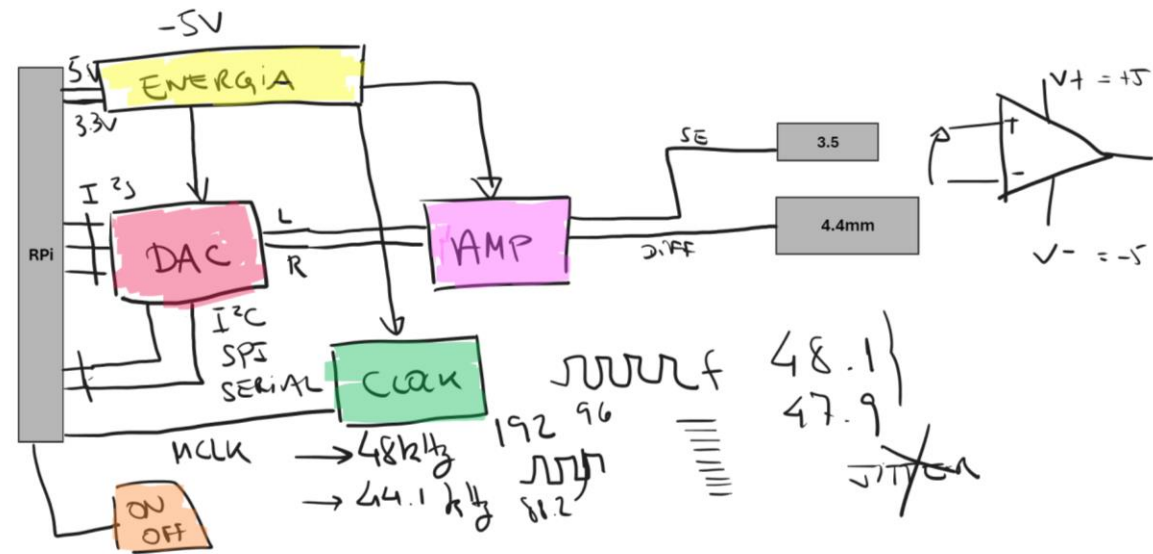 -5V
5V
ENERGiA
3.3V
I²S
RPi
DAC
L
R
AMP
SE
3.5
DiFF
4.4mm
V+ = +5
+
-
V- = -5
I²C
SPI
SERiAL
CLOCK
MCLK
→ 48kHz
192
96
→ 44.1 kHz
88.2
f
48.1
47.9
JITTER
ON
OFF